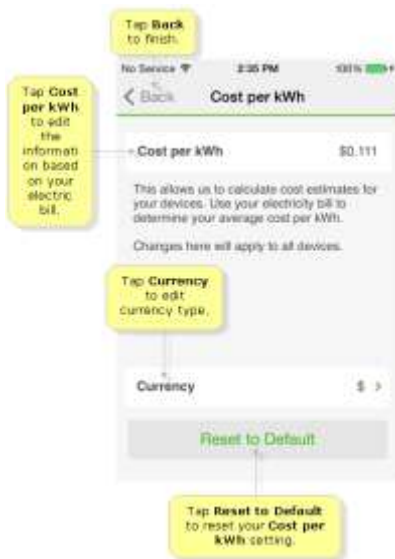 Tap Back
to finish.
No Service 2:35 PM 100%
Back Cost per kWh
Tap Cost
per kWh
to edit
the
informati
on based
on your
electric
bill.
Cost per kWh $0.111
This allows us to calculate cost estimates for
your devices. Use your electricity bill to
determine your average cost per kWh.
Changes here will apply to all devices.
Tap Currency
to edit
currency type.
Currency $ >
Reset to Default
Tap Reset to Default
to reset your Cost per
kWh setting.